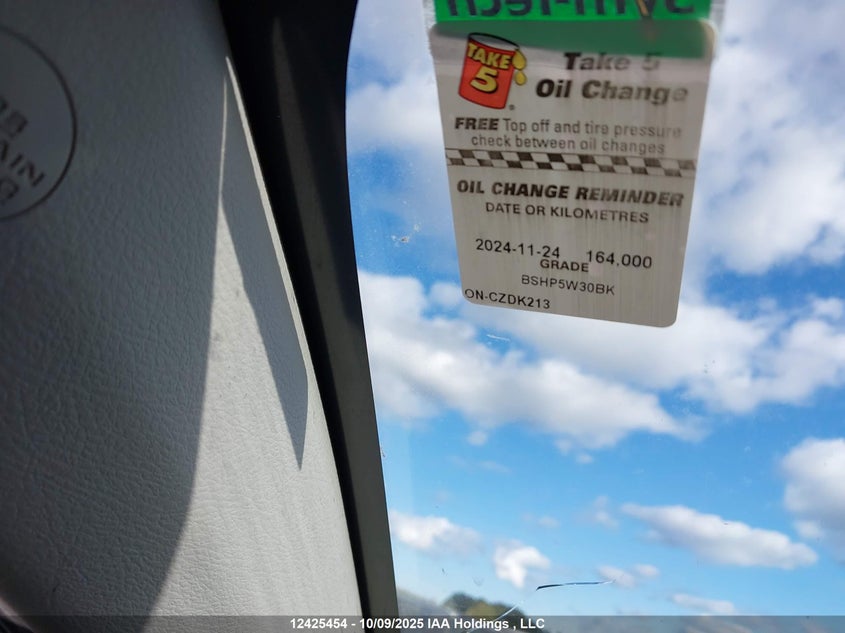 TAKE
5
Take 5
Oil Change
FREE Top off and tire pressure
check between oil changes
OIL CHANGE REMINDER
DATE OR KILOMETRES
2024-11-24 164,000
GRADE
BSHP5W30BK
ON-CZDK213
12425454 - 10/09/2025 IAA Holdings , LLC